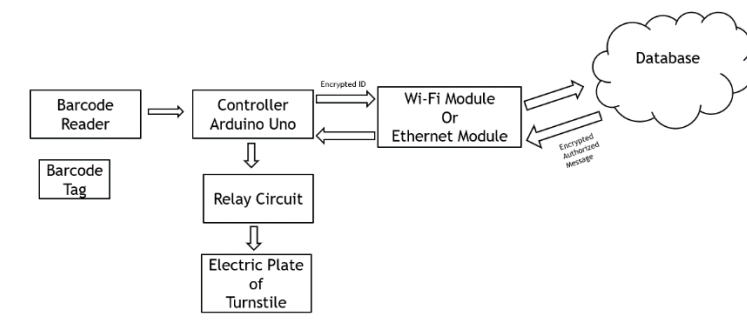 Database
Encrypted ID
Barcode
Reader
Controller
Arduino Uno
Wi-Fi Module
Or
Ethernet Module
Encrypted
Authorized
Message
Barcode
Tag
Relay Circuit
Electric Plate
of
Turnstile